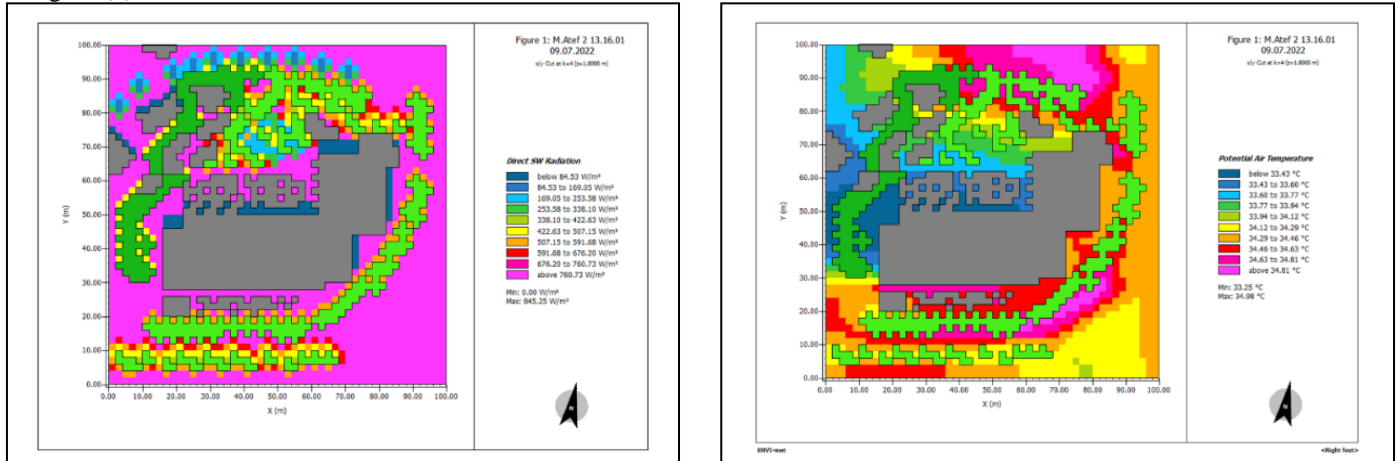 Figure 1: M.Atef 2 13.16.01
09.07.2022
x/y Cut at k=4 (z=1.8000 m)
100.00
90.00
80.00
70.00
60.00
50.00
40.00
30.00
20.00
10.00
0.00
Y (m)
0.00 10.00 20.00 30.00 40.00 50.00 60.00 70.00 80.00 90.00 100.00
X (m)
Direct SW Radiation
below 84.53 W/m²
84.53 to 169.05 W/m²
169.05 to 253.58 W/m²
253.58 to 338.10 W/m²
338.10 to 422.63 W/m²
422.63 to 507.15 W/m²
507.15 to 591.68 W/m²
591.68 to 676.20 W/m²
676.20 to 760.73 W/m²
above 760.73 W/m²
Min: 0.00 W/m²
Max: 845.25 W/m²
N
Figure 1: M.Atef 2 13.16.01
09.07.2022
x/y Cut at k=4 (z=1.8000 m)
100.00
90.00
80.00
70.00
60.00
50.00
40.00
30.00
20.00
10.00
0.00
Y (m)
0.00 10.00 20.00 30.00 40.00 50.00 60.00 70.00 80.00 90.00 100.00
X (m)
Potential Air Temperature
below 33.43 °C
33.43 to 33.60 °C
33.60 to 33.77 °C
33.77 to 33.94 °C
33.94 to 34.12 °C
34.12 to 34.29 °C
34.29 to 34.46 °C
34.46 to 34.63 °C
34.63 to 34.81 °C
above 34.81 °C
Min: 33.25 °C
Max: 34.98 °C
N
ENVI-met
<Right foot>